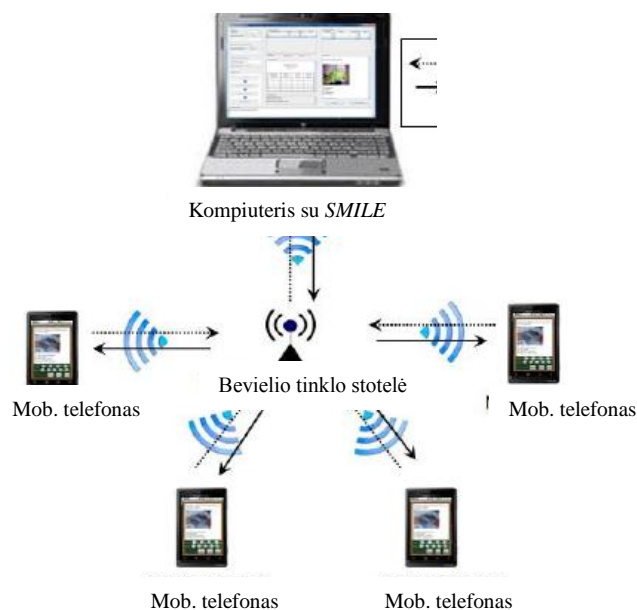 Kompiuteris su SMILE
Bevielio tinklo stotelė
Mob. telefonas
Mob. telefonas
Mob. telefonas
Mob. telefonas